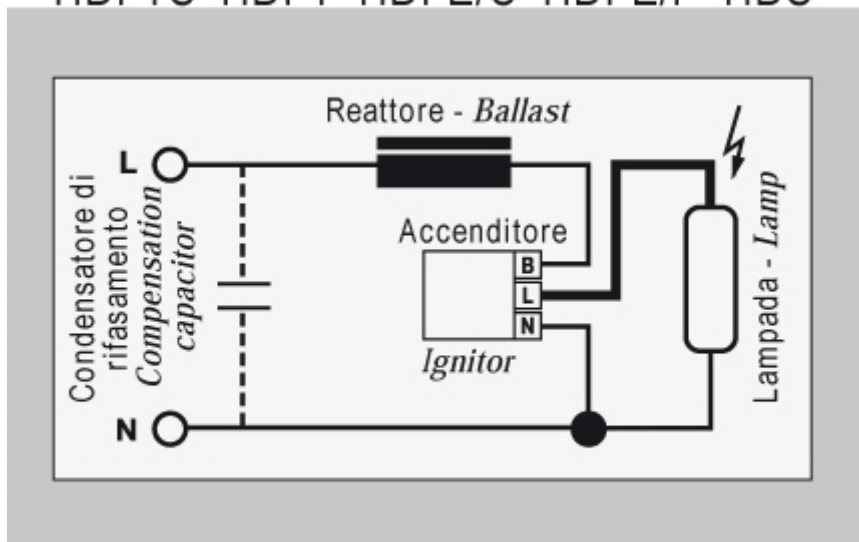 Reattore - Ballast
L
Condensatore di
rifasamento
Compensation
capacitor
Accenditore
B
L
N
Ignitor
Lampada - Lamp
N